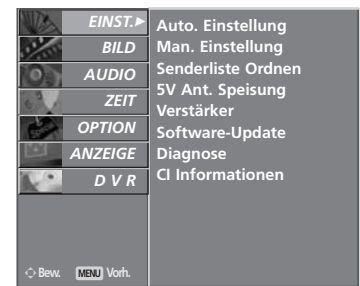 EINST.
BILD
AUDIO
ZEIT
OPTION
ANZEIGE
D V R
Auto. Einstellung
Man. Einstellung
Senderliste Ordnen
5V Ant. Speisung
Verstärker
Software-Update
Diagnose
CI Informationen
Bew. MENU Vorh.